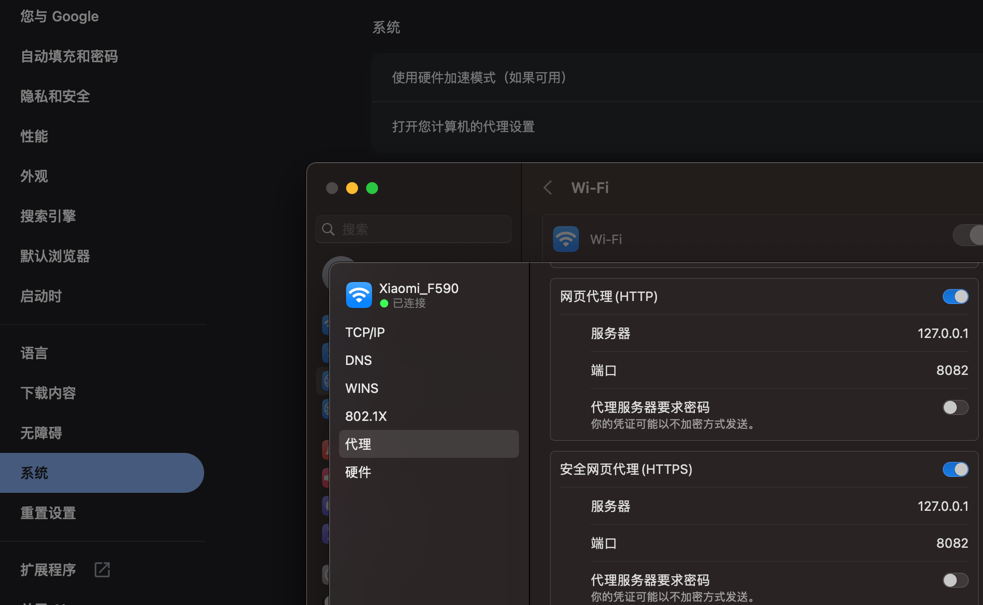 您与 Google
自动填充和密码
隐私和安全
性能
外观
搜索引擎
默认浏览器
启动时
语言
下载内容
无障碍
系统
重置设置
扩展程序
系统
使用硬件加速模式（如果可用）
打开您计算机的代理设置
搜索
Wi-Fi
Wi-Fi
Xiaomi_F590
已连接
TCP/IP
DNS
WINS
802.1X
代理
硬件
网页代理(HTTP)
服务器 127.0.0.1
端口 8082
代理服务器要求密码
你的凭证可能以不加密方式发送。
安全网页代理(HTTPS)
服务器 127.0.0.1
端口 8082
代理服务器要求密码
你的凭证可能以不加密方式发送。